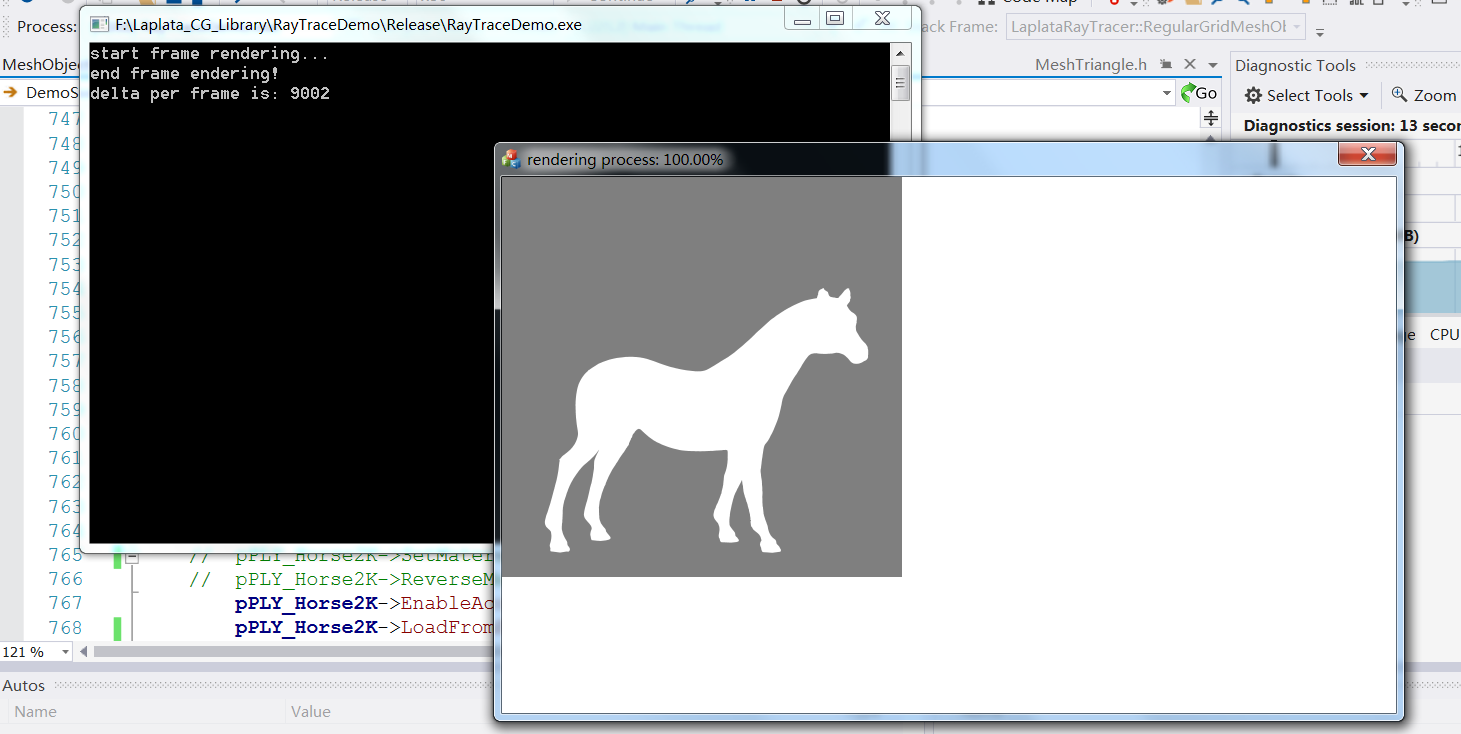 F:\Laplata_CG_Library\RayTraceDemo\Release\RayTraceDemo.exe
start frame rendering...
end frame endering!
delta per frame is: 9002
Process:
ack Frame:
LaplataRayTracer::RegularGridMeshOb
MeshObje
MeshTriangle.h
Diagnostic Tools
DemoS
Go
Select Tools
Zoom
Diagnostics session: 13 secon
rendering process: 100.00%
B)
CPU
747
748
749
750
751
752
753
754
755
756
757
758
759
760
761
762
763
764
765 // pPLY_Horse2K->SetMater
766 // pPLY_Horse2K->ReverseM
767 pPLY_Horse2K->EnableAc
768 pPLY_Horse2K->LoadFrom
121 %
Autos
Name
Value